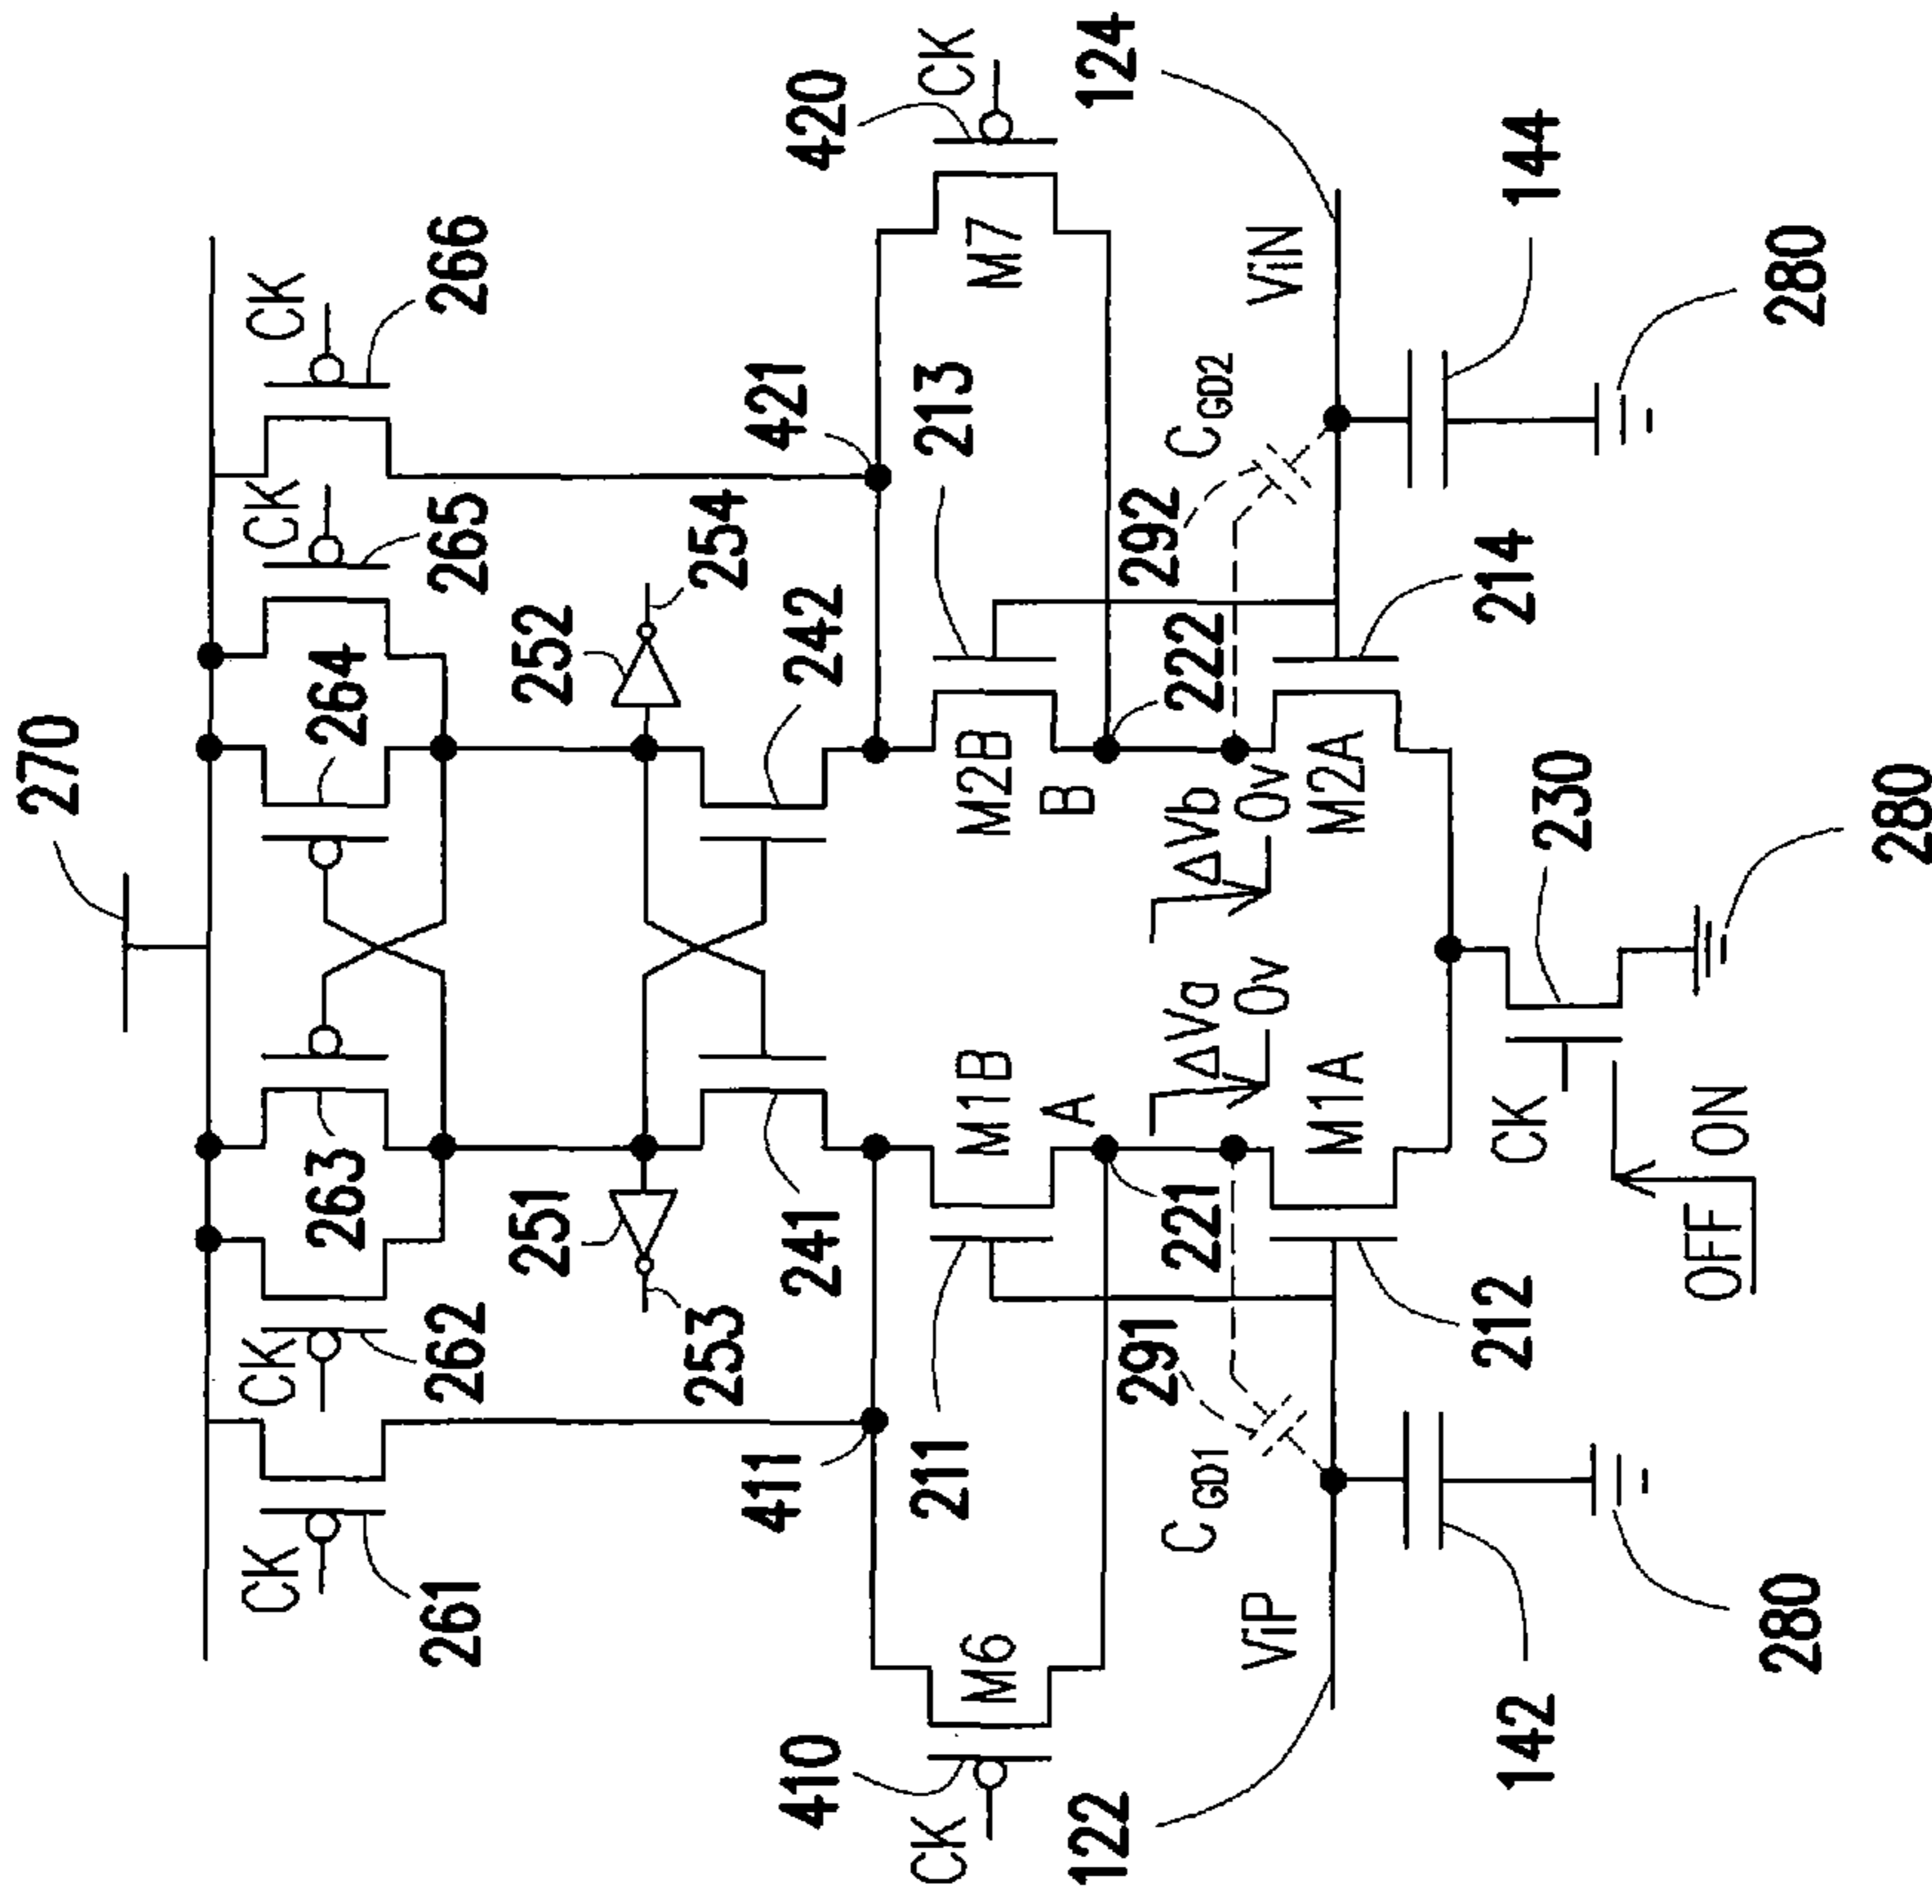 270
CK
261
CK
262
263
264
CK
265
CK
266
251
253
252
254
241
242
411
421
410
CK
M6
211
M1B
A
M2B
B
213
M7
420
CK
122
ViP
C GD1
291
221
ΔVa
0v
ΔVb
0v
222
292
C GD2
ViN
124
M1A
M2A
142
212
214
144
CK
230
OFF
ON
280
280
280